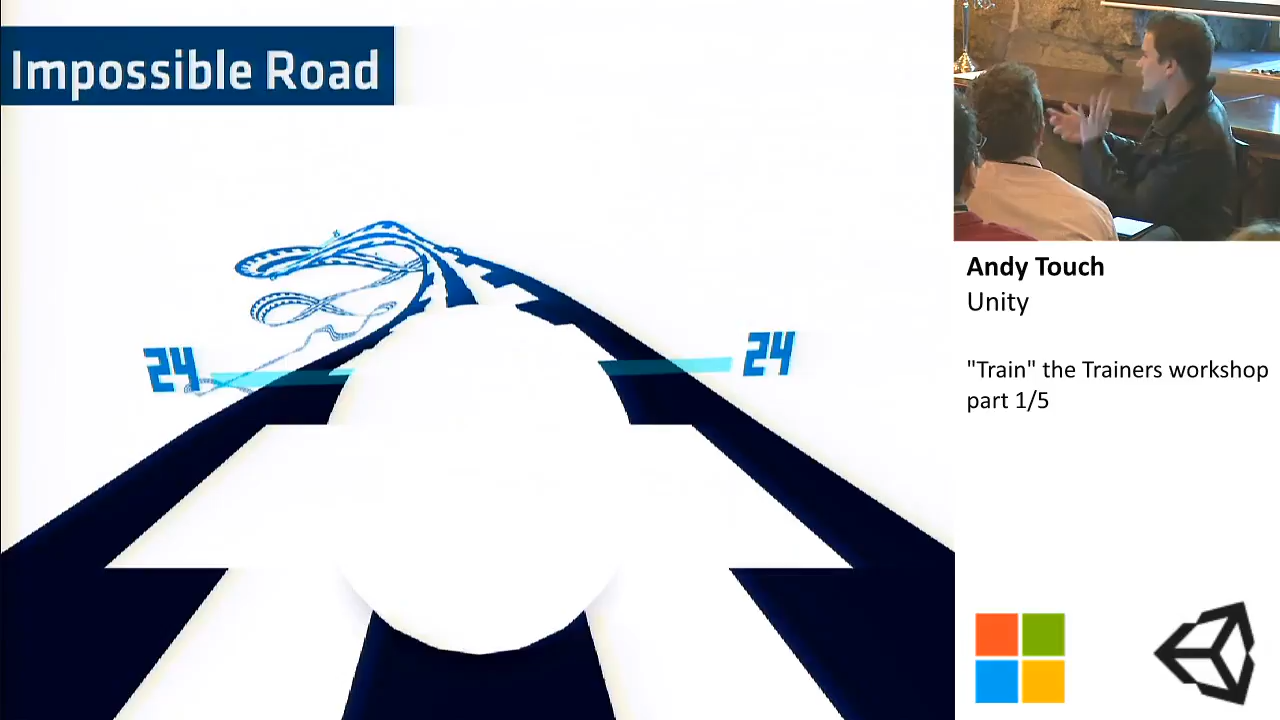 Impossible Road
24
24
Andy Touch
Unity
"Train" the Trainers workshop
part 1/5